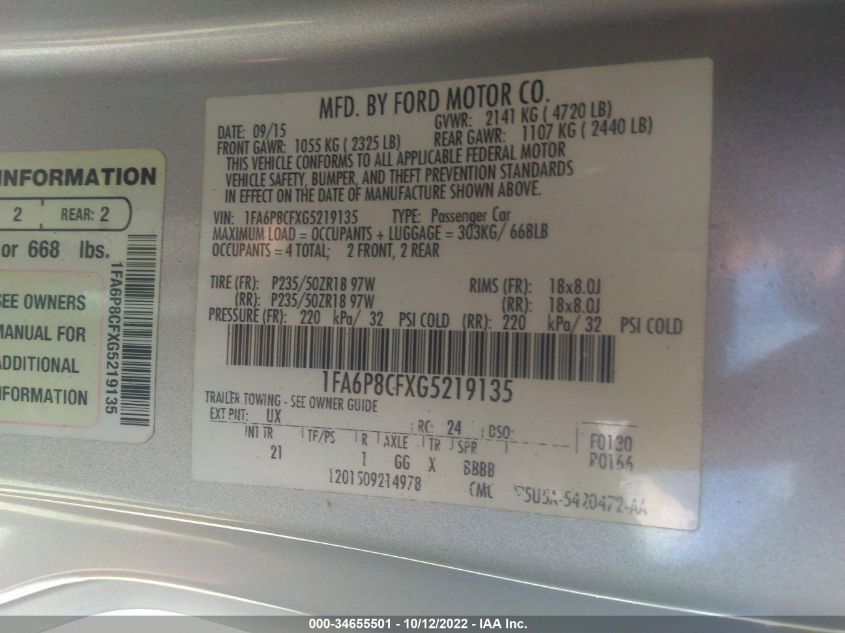 INFORMATION
2 REAR: 2
or 668 lbs.
SEE OWNERS
MANUAL FOR
ADDITIONAL
INFORMATION
1FA6P8CFXG5219135
MFD. BY FORD MOTOR CO.
DATE: 09/15 GVWR: 2141 KG ( 4720 LB)
FRONT GAWR: 1055 KG ( 2325 LB) REAR GAWR: 1107 KG ( 2440 LB)
THIS VEHICLE CONFORMS TO ALL APPLICABLE FEDERAL MOTOR
VEHICLE SAFETY, BUMPER, AND THEFT PREVENTION STANDARDS
IN EFFECT ON THE DATE OF MANUFACTURE SHOWN ABOVE.
VIN: 1FA6P8CFXG5219135 TYPE: Passenger Car
MAXIMUM LOAD = OCCUPANTS + LUGGAGE = 303KG/ 668LB
OCCUPANTS = 4 TOTAL; 2 FRONT, 2 REAR
TIRE (FR): P235/50ZR18 97W RIMS (FR): 18x8.0J
(RR): P235/50ZR18 97W (RR): 18x8.0J
PRESSURE (FR): 220 kPa/ 32 PSI COLD (RR): 220 kPa/ 32 PSI COLD
1FA6P8CFXG5219135
TRAILER TOWING - SEE OWNER GUIDE
EXT PNT: UX RC: 24 DSO:
INT TR TF/PS R AXLE TR SPR
21 1 GG X BBBB
F0130
P0166
1201509214978 CMC
000-34655501 - 10/12/2022 - IAA Inc.